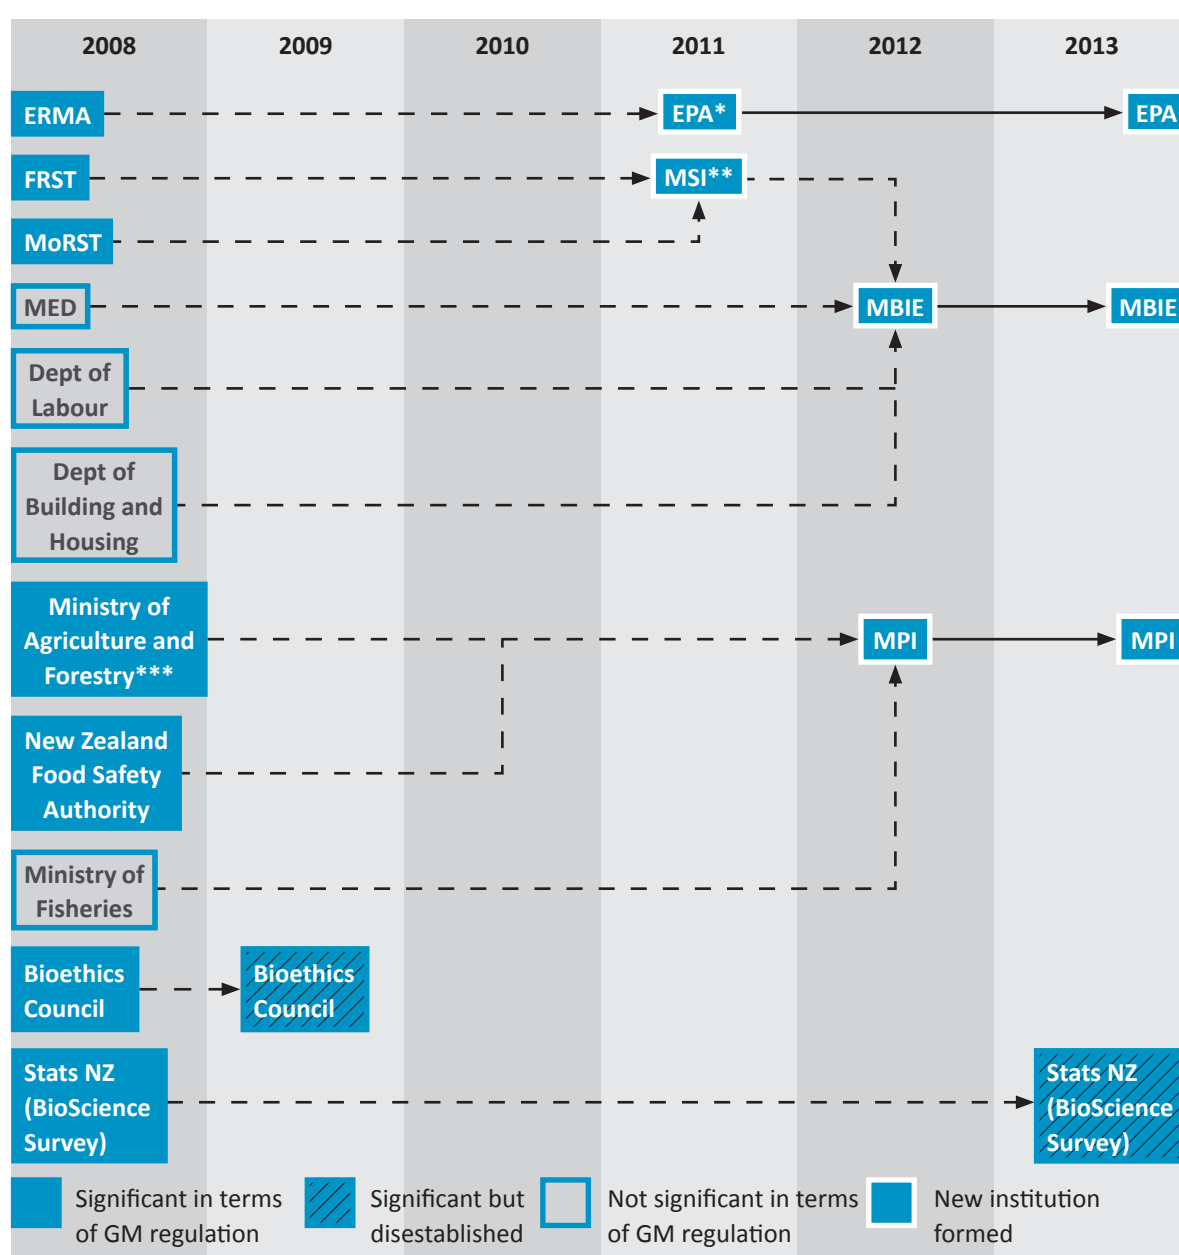 2008 2009 2010 2011 2012 2013
ERMA EPA* EPA
FRST MSI**
MoRST
MED MBIE MBIE
Dept of
Labour
Dept of
Building and
Housing
Ministry of
Agriculture and
Forestry***
MPI MPI
New Zealand
Food Safety
Authority
Ministry of
Fisheries
Bioethics
Council
Bioethics
Council
Stats NZ
(BioScience
Survey)
Stats NZ
(BioScience
Survey)
Significant in terms
of GM regulation
Significant but
disestablished
Not significant in terms
of GM regulation
New institution
formed